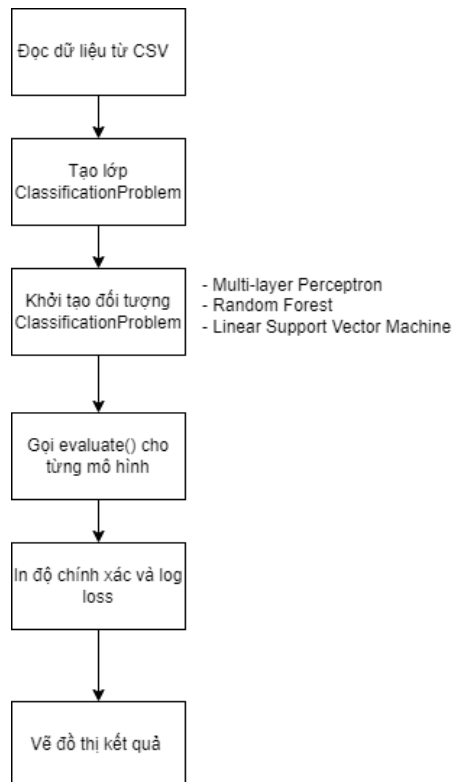 Đọc dữ liệu từ CSV
Tạo lớp
ClassificationProblem
Khởi tạo đối tượng
ClassificationProblem
- Multi-layer Perceptron
- Random Forest
- Linear Support Vector Machine
Gọi evaluate() cho
từng mô hình
In độ chính xác và log
loss
Vẽ đồ thị kết quả